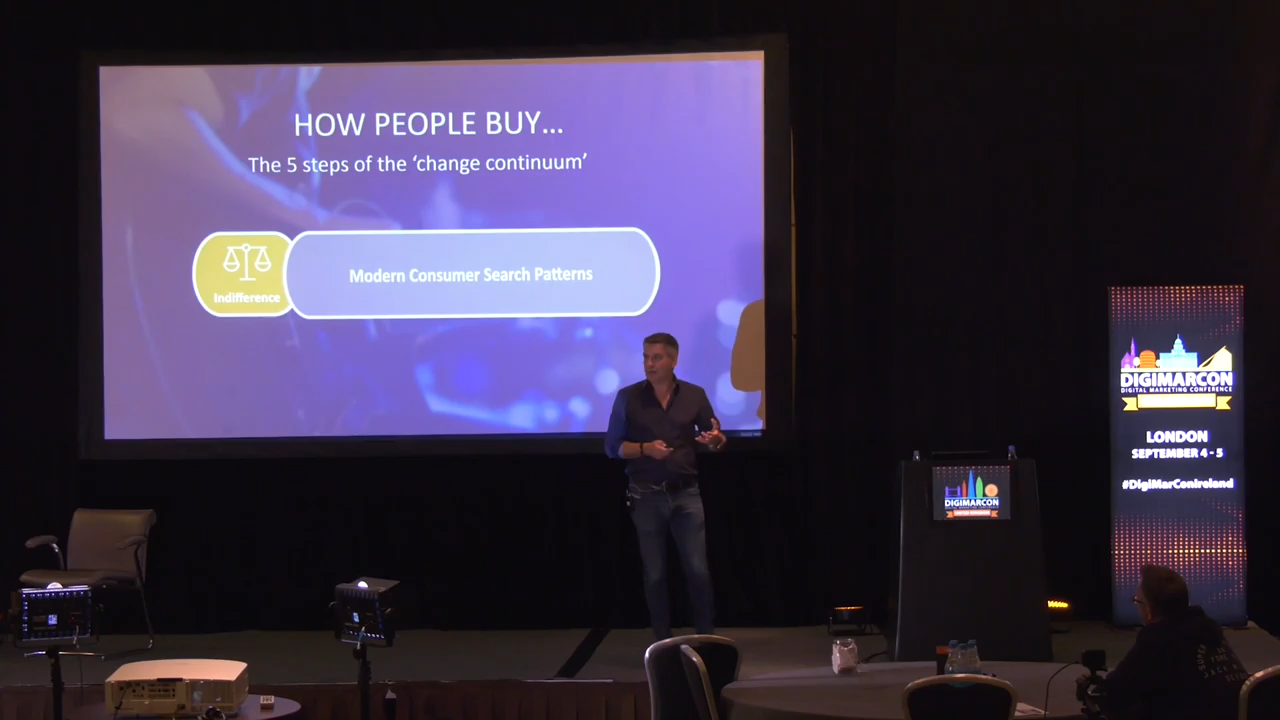 HOW PEOPLE BUY...
The 5 steps of the ‘change continuum’
Indifference
Modern Consumer Search Patterns
DIGIMARCON
DIGITAL MARKETING CONFERENCE
LONDON
SEPTEMBER 4 - 5
#DigiMarConIreland
DIGIMARCON